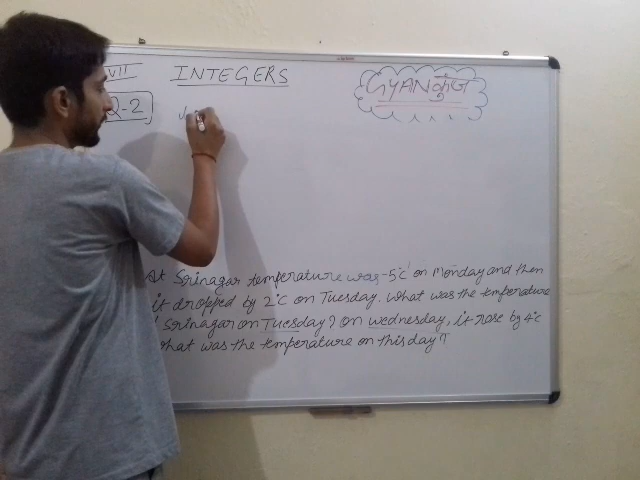 VII INTEGERS GYANकुंज
Q-2
At Srinagar temperature was -5°C on Monday and then
it dropped by 2°C on Tuesday. What was the temperature
Srinagar on Tuesday? On wednesday, it rose by 4°C
what was the temperature on this day?